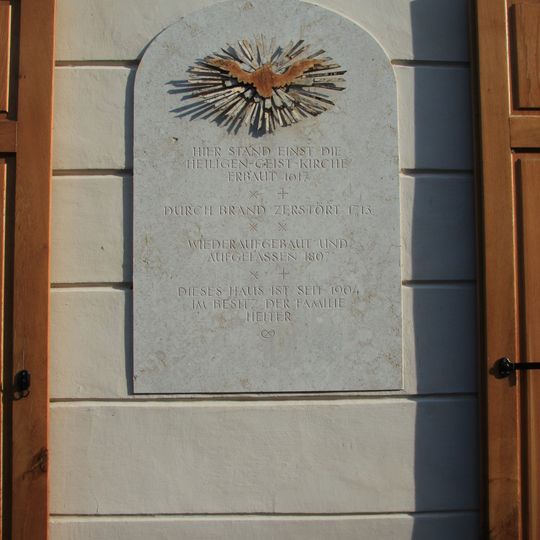 HIER STAND EINST DIE
HEILIGEN-GEIST-KIRCHE
ERBAUT 1617
DURCH BRAND ZERSTÖRT 1713
WIEDERAUFGEBAUT UND
AUFGELASSEN 1807
DIESES HAUS IST SEIT 1904
IM BESITZ DER FAMILIE
HEITER